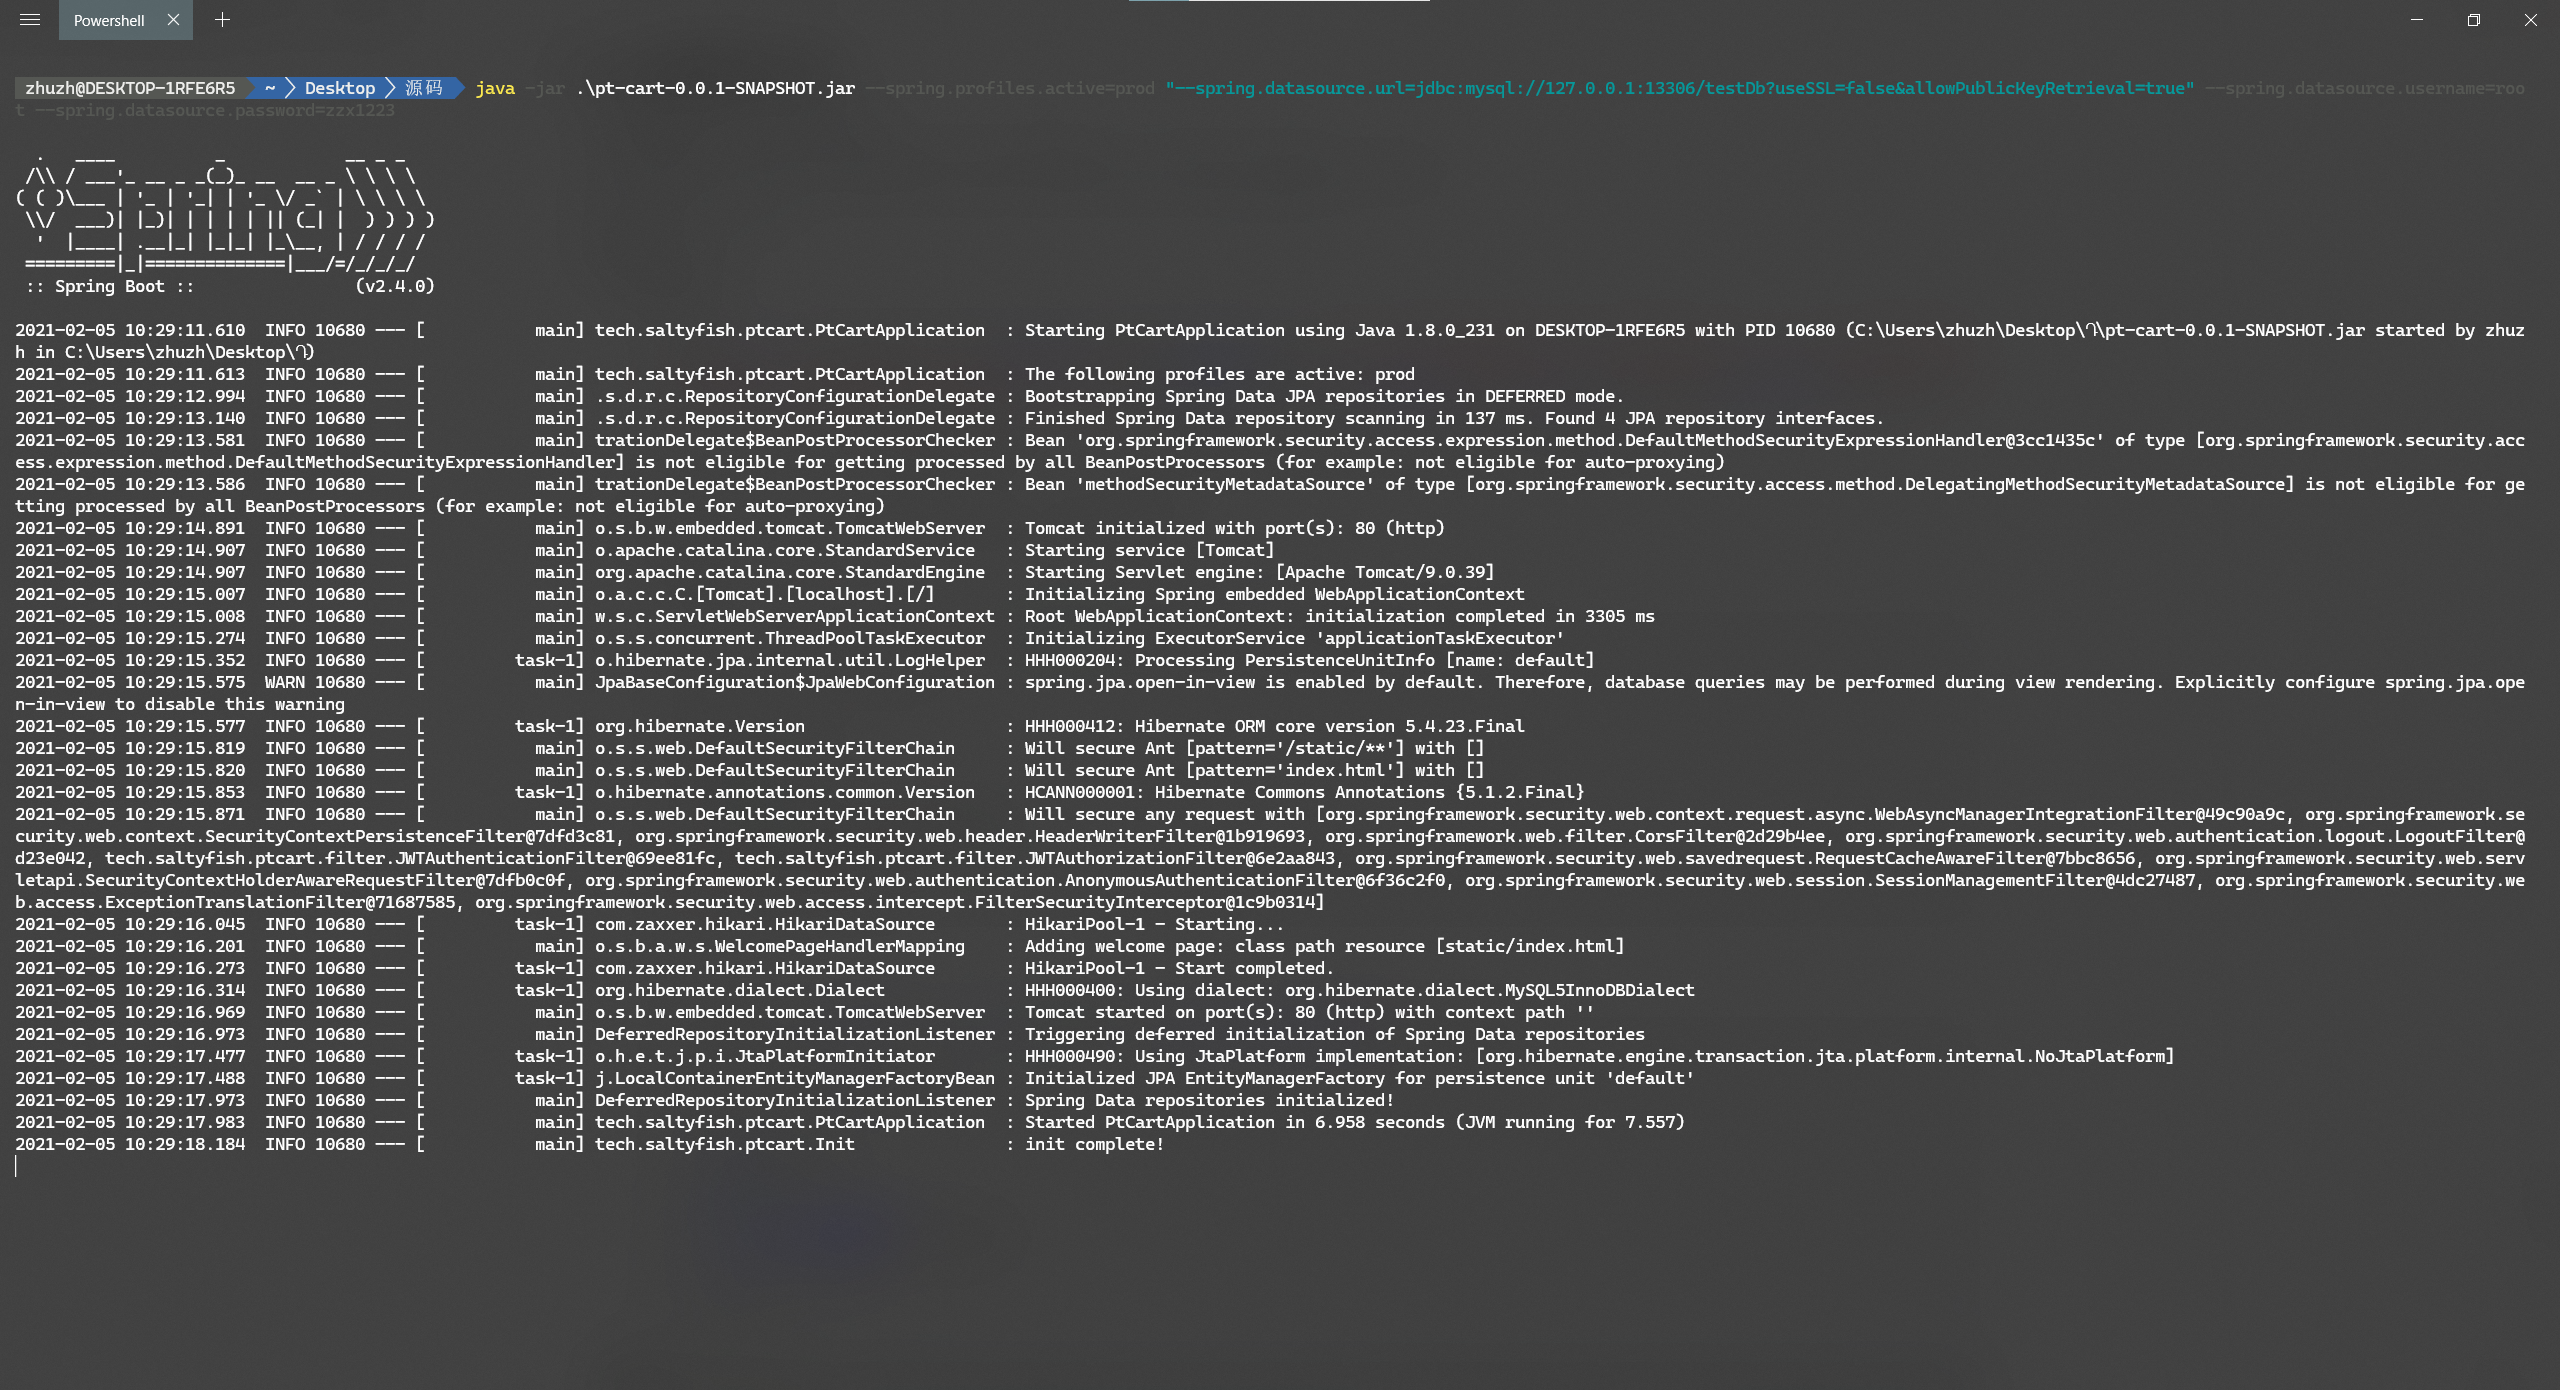 Powershell
zhuzh@DESKTOP-1RFE6R5 ~ Desktop 源码 java -jar .\pt-cart-0.0.1-SNAPSHOT.jar --spring.profiles.active=prod "--spring.datasource.url=jdbc:mysql://127.0.0.1:13306/testDb?useSSL=false&allowPublicKeyRetrieval=true" --spring.datasource.username=roo
t --spring.datasource.password=zzx1223
  .   ____          _            __ _ _
 /\\ / ___'_ __ _ _(_)_ __  __ _ \ \ \ \
( ( )\___ | '_ | '_| | '_ \/ _` | \ \ \ \
 \\/  ___)| |_)| | | | | || (_| |  ) ) ) )
  '  |____| .__|_| |_|_| |_\__, | / / / /
 =========|_|==============|___/=/_/_/_/
 :: Spring Boot ::                (v2.4.0)
2021-02-05 10:29:11.610  INFO 10680 --- [           main] tech.saltyfish.ptcart.PtCartApplication  : Starting PtCartApplication using Java 1.8.0_231 on DESKTOP-1RFE6R5 with PID 10680 (C:\Users\zhuzh\Desktop\\pt-cart-0.0.1-SNAPSHOT.jar started by zhuz
h in C:\Users\zhuzh\Desktop\)
2021-02-05 10:29:11.613  INFO 10680 --- [           main] tech.saltyfish.ptcart.PtCartApplication  : The following profiles are active: prod
2021-02-05 10:29:12.994  INFO 10680 --- [           main] .s.d.r.c.RepositoryConfigurationDelegate : Bootstrapping Spring Data JPA repositories in DEFERRED mode.
2021-02-05 10:29:13.140  INFO 10680 --- [           main] .s.d.r.c.RepositoryConfigurationDelegate : Finished Spring Data repository scanning in 137 ms. Found 4 JPA repository interfaces.
2021-02-05 10:29:13.581  INFO 10680 --- [           main] trationDelegate$BeanPostProcessorChecker : Bean 'org.springframework.security.access.expression.method.DefaultMethodSecurityExpressionHandler@3cc1435c' of type [org.springframework.security.acc
ess.expression.method.DefaultMethodSecurityExpressionHandler] is not eligible for getting processed by all BeanPostProcessors (for example: not eligible for auto-proxying)
2021-02-05 10:29:13.586  INFO 10680 --- [           main] trationDelegate$BeanPostProcessorChecker : Bean 'methodSecurityMetadataSource' of type [org.springframework.security.access.method.DelegatingMethodSecurityMetadataSource] is not eligible for ge
tting processed by all BeanPostProcessors (for example: not eligible for auto-proxying)
2021-02-05 10:29:14.891  INFO 10680 --- [           main] o.s.b.w.embedded.tomcat.TomcatWebServer  : Tomcat initialized with port(s): 80 (http)
2021-02-05 10:29:14.907  INFO 10680 --- [           main] o.apache.catalina.core.StandardService   : Starting service [Tomcat]
2021-02-05 10:29:14.907  INFO 10680 --- [           main] org.apache.catalina.core.StandardEngine  : Starting Servlet engine: [Apache Tomcat/9.0.39]
2021-02-05 10:29:15.007  INFO 10680 --- [           main] o.a.c.c.C.[Tomcat].[localhost].[/]       : Initializing Spring embedded WebApplicationContext
2021-02-05 10:29:15.008  INFO 10680 --- [           main] w.s.c.ServletWebServerApplicationContext : Root WebApplicationContext: initialization completed in 3305 ms
2021-02-05 10:29:15.274  INFO 10680 --- [           main] o.s.s.concurrent.ThreadPoolTaskExecutor  : Initializing ExecutorService 'applicationTaskExecutor'
2021-02-05 10:29:15.352  INFO 10680 --- [         task-1] o.hibernate.jpa.internal.util.LogHelper  : HHH000204: Processing PersistenceUnitInfo [name: default]
2021-02-05 10:29:15.575  WARN 10680 --- [           main] JpaBaseConfiguration$JpaWebConfiguration : spring.jpa.open-in-view is enabled by default. Therefore, database queries may be performed during view rendering. Explicitly configure spring.jpa.ope
n-in-view to disable this warning
2021-02-05 10:29:15.577  INFO 10680 --- [         task-1] org.hibernate.Version                    : HHH000412: Hibernate ORM core version 5.4.23.Final
2021-02-05 10:29:15.819  INFO 10680 --- [           main] o.s.s.web.DefaultSecurityFilterChain     : Will secure Ant [pattern='/static/**'] with []
2021-02-05 10:29:15.820  INFO 10680 --- [           main] o.s.s.web.DefaultSecurityFilterChain     : Will secure Ant [pattern='index.html'] with []
2021-02-05 10:29:15.853  INFO 10680 --- [         task-1] o.hibernate.annotations.common.Version   : HCANN000001: Hibernate Commons Annotations {5.1.2.Final}
2021-02-05 10:29:15.871  INFO 10680 --- [           main] o.s.s.web.DefaultSecurityFilterChain     : Will secure any request with [org.springframework.security.web.context.request.async.WebAsyncManagerIntegrationFilter@49c90a9c, org.springframework.se
curity.web.context.SecurityContextPersistenceFilter@7dfd3c81, org.springframework.security.web.header.HeaderWriterFilter@1b919693, org.springframework.web.filter.CorsFilter@2d29b4ee, org.springframework.security.web.authentication.logout.LogoutFilter@
d23e042, tech.saltyfish.ptcart.filter.JWTAuthenticationFilter@69ee81fc, tech.saltyfish.ptcart.filter.JWTAuthorizationFilter@6e2aa843, org.springframework.security.web.savedrequest.RequestCacheAwareFilter@7bbc8656, org.springframework.security.web.serv
letapi.SecurityContextHolderAwareRequestFilter@7dfb0c0f, org.springframework.security.web.authentication.AnonymousAuthenticationFilter@6f36c2f0, org.springframework.security.web.session.SessionManagementFilter@4dc27487, org.springframework.security.we
b.access.ExceptionTranslationFilter@71687585, org.springframework.security.web.access.intercept.FilterSecurityInterceptor@1c9b0314]
2021-02-05 10:29:16.045  INFO 10680 --- [         task-1] com.zaxxer.hikari.HikariDataSource       : HikariPool-1 - Starting...
2021-02-05 10:29:16.201  INFO 10680 --- [           main] o.s.b.a.w.s.WelcomePageHandlerMapping    : Adding welcome page: class path resource [static/index.html]
2021-02-05 10:29:16.273  INFO 10680 --- [         task-1] com.zaxxer.hikari.HikariDataSource       : HikariPool-1 - Start completed.
2021-02-05 10:29:16.314  INFO 10680 --- [         task-1] org.hibernate.dialect.Dialect            : HHH000400: Using dialect: org.hibernate.dialect.MySQL5InnoDBDialect
2021-02-05 10:29:16.969  INFO 10680 --- [           main] o.s.b.w.embedded.tomcat.TomcatWebServer  : Tomcat started on port(s): 80 (http) with context path ''
2021-02-05 10:29:16.973  INFO 10680 --- [           main] DeferredRepositoryInitializationListener : Triggering deferred initialization of Spring Data repositories
2021-02-05 10:29:17.477  INFO 10680 --- [         task-1] o.h.e.t.j.p.i.JtaPlatformInitiator       : HHH000490: Using JtaPlatform implementation: [org.hibernate.engine.transaction.jta.platform.internal.NoJtaPlatform]
2021-02-05 10:29:17.488  INFO 10680 --- [         task-1] j.LocalContainerEntityManagerFactoryBean : Initialized JPA EntityManagerFactory for persistence unit 'default'
2021-02-05 10:29:17.973  INFO 10680 --- [           main] DeferredRepositoryInitializationListener : Spring Data repositories initialized!
2021-02-05 10:29:17.983  INFO 10680 --- [           main] tech.saltyfish.ptcart.PtCartApplication  : Started PtCartApplication in 6.958 seconds (JVM running for 7.557)
2021-02-05 10:29:18.184  INFO 10680 --- [           main] tech.saltyfish.ptcart.Init               : init complete!